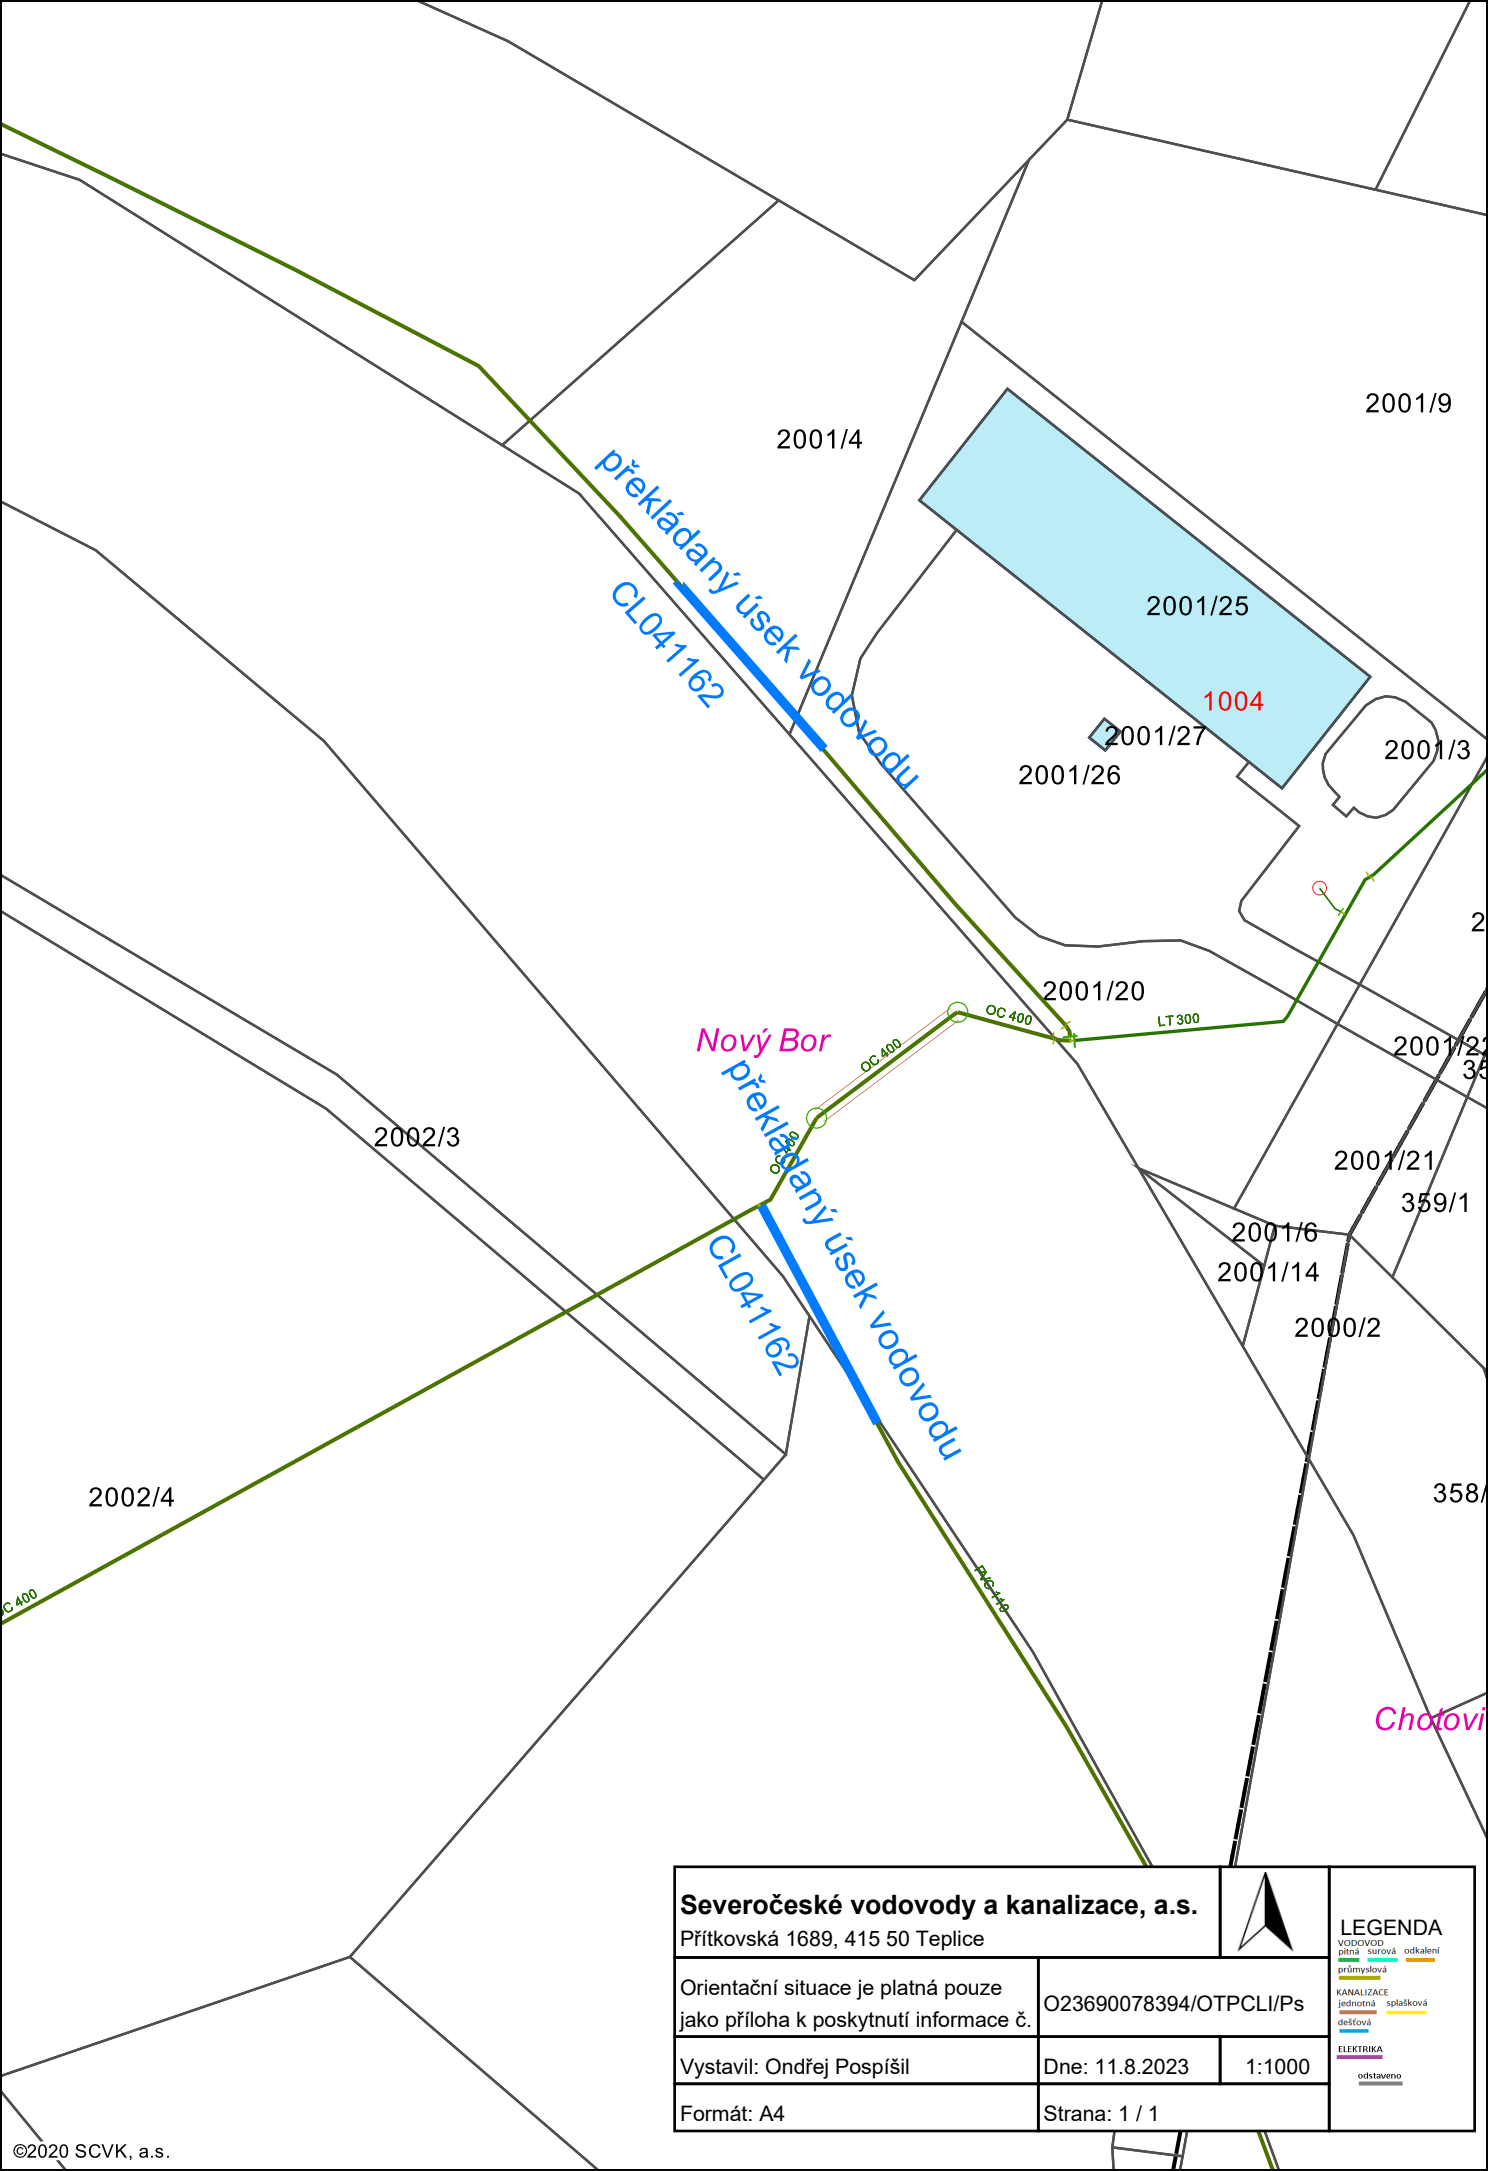 2001/9
2001/4
překládaný úsek vodovodu
CL041162
2001/25
1004
2001/27
2001/3
2001/26
2001/20
OC 400
LT 300
Nový Bor
OC 400
2001/21
359/1
2002/3
překládaný úsek vodovodu
CL041162
2001/6
2001/14
2000/2
2002/4
358/
OC 400
PVC 110
Chotovi
Severočeské vodovody a kanalizace, a.s.
Přítkovská 1689, 415 50 Teplice
Orientační situace je platná pouze
jako příloha k poskytnutí informace č.
O23690078394/OTPCLI/Ps
Vystavil: Ondřej Pospíšil
Dne: 11.8.2023
1:1000
Formát: A4
Strana: 1 / 1
LEGENDA
VODOVOD
pitná surová odkalení
průmyslová
KANALIZACE
jednotná splašková
dešťová
ELEKTRIKA
odstaveno
©2020 SCVK, a.s.